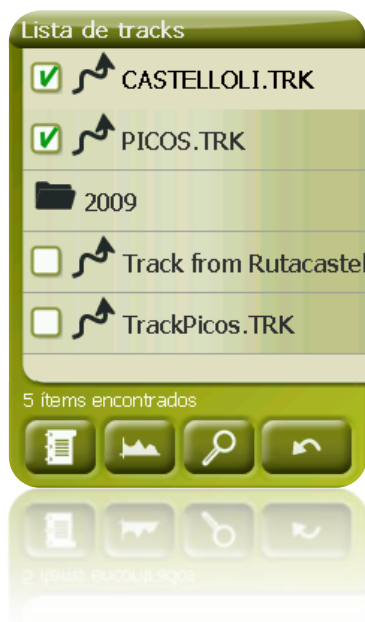 Lista de tracks
CASTELLOLI.TRK
PICOS.TRK
2009
Track from Rutacastel
TrackPicos.TRK
5 ítems encontrados